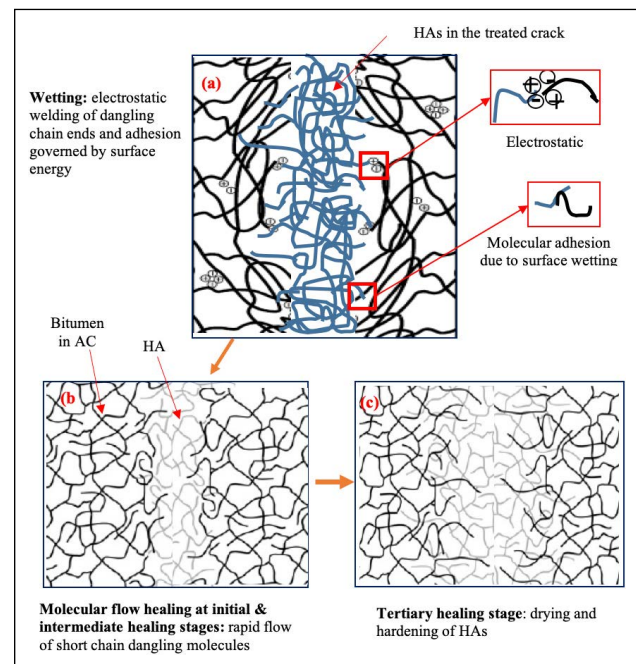 HAs in the treated crack
(a)
Wetting: electrostatic
welding of dangling
chain ends and adhesion
governed by surface
energy
Electrostatic
Molecular adhesion
due to surface wetting
Bitumen
in AC
HA
(b)
(c)
Molecular flow healing at initial &
intermediate healing stages: rapid flow
of short chain dangling molecules
Tertiary healing stage: drying and
hardening of HAs